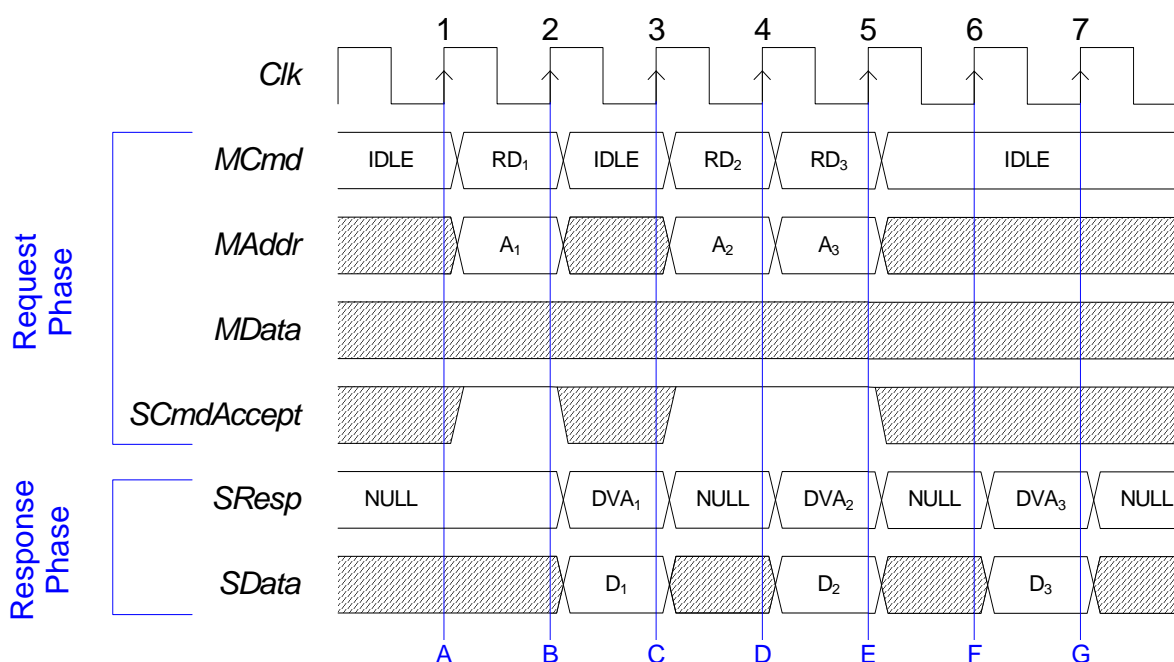 1 2 3 4 5 6 7
Clk
Request Phase
MCmd IDLE RD₁ IDLE RD₂ RD₃ IDLE
MAddr A₁ A₂ A₃
MData
SCmdAccept
Response Phase
SResp NULL DVA₁ NULL DVA₂ NULL DVA₃ NULL
SData D₁ D₂ D₃
A B C D E F G